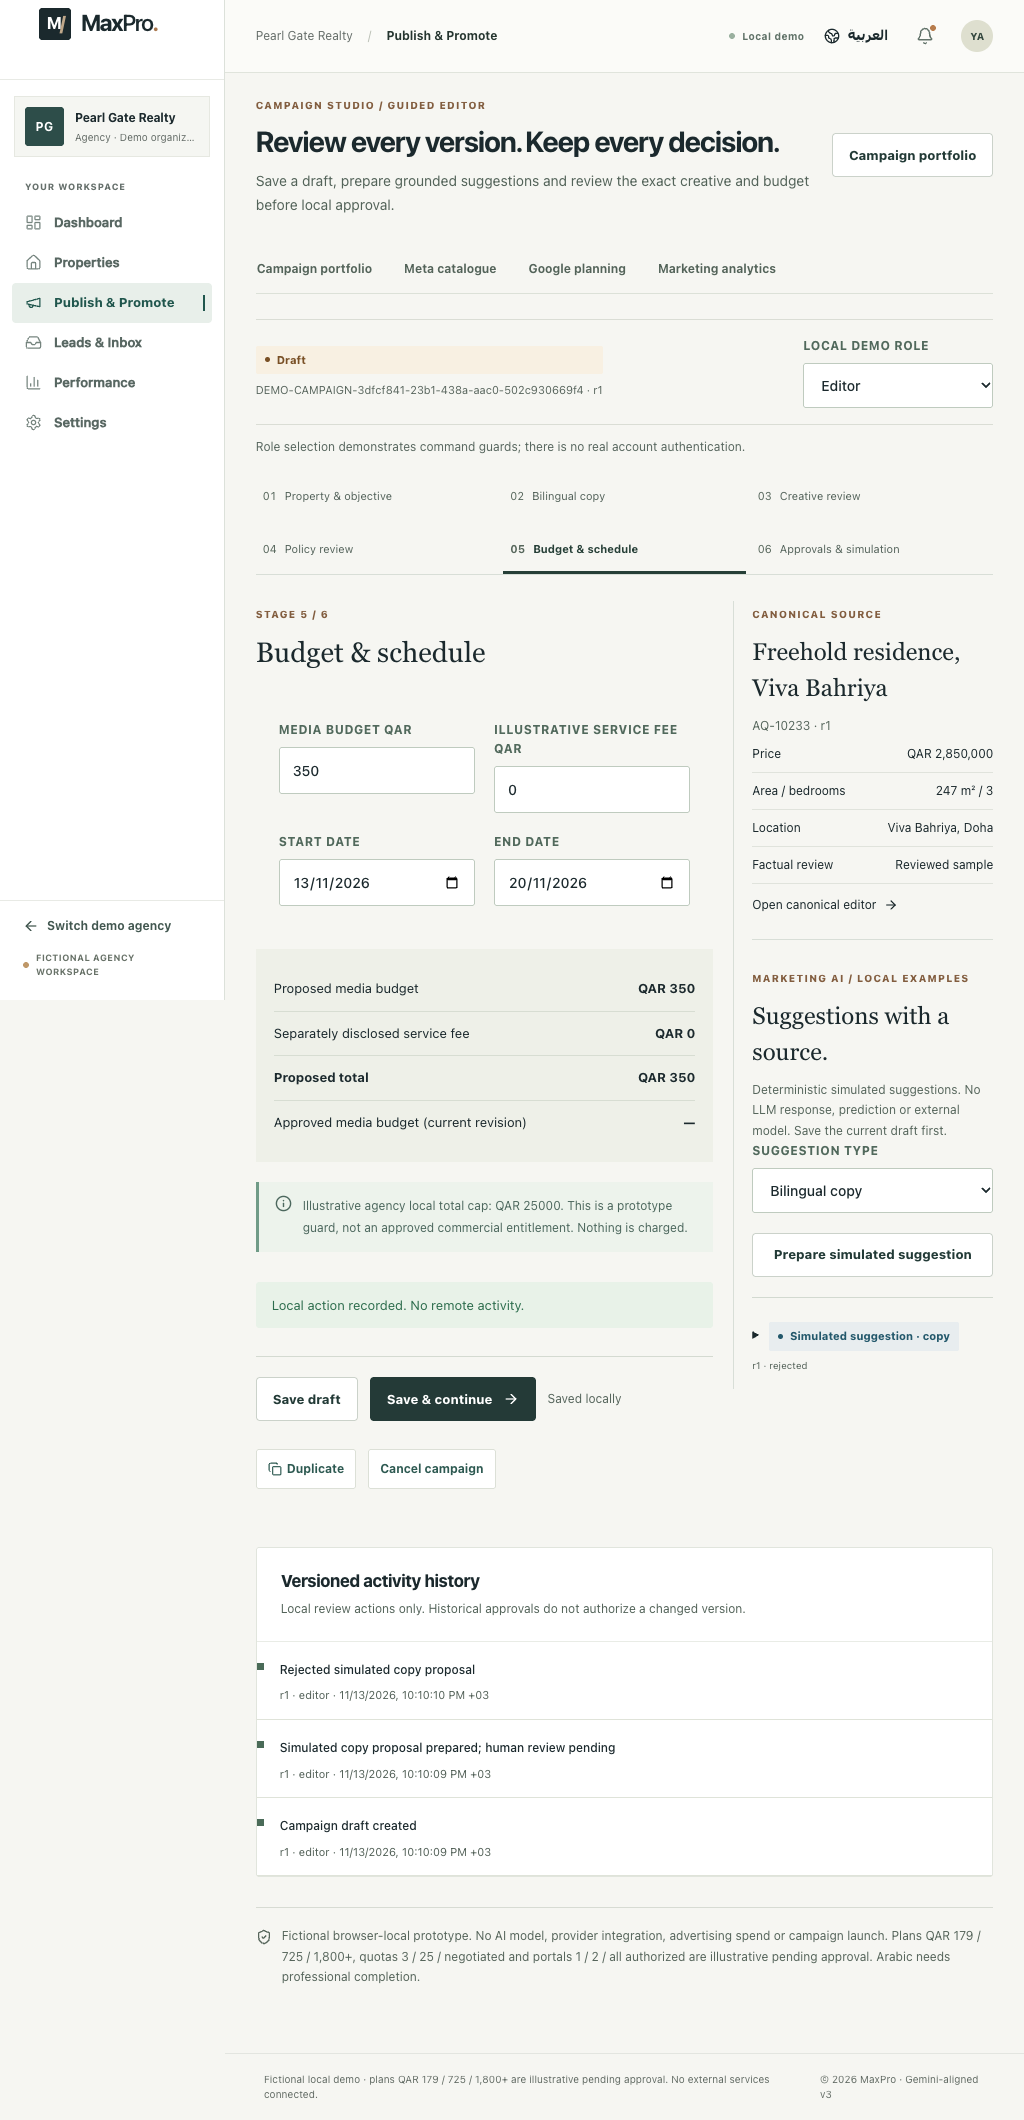 M/ MaxPro.
Pearl Gate Realty
Agency · Demo organiz...
YOUR WORKSPACE
Dashboard
Properties
Publish & Promote
Leads & Inbox
Performance
Settings
Switch demo agency
FICTIONAL AGENCY
WORKSPACE
Pearl Gate Realty / Publish & Promote
Local demo
العربية
YA
CAMPAIGN STUDIO / GUIDED EDITOR
Review every version. Keep every decision.
Save a draft, prepare grounded suggestions and review the exact creative and budget
before local approval.
Campaign portfolio
Campaign portfolio
Meta catalogue
Google planning
Marketing analytics
Draft
DEMO-CAMPAIGN-3dfcf841-23b1-438a-aac0-502c930669f4 · r1
LOCAL DEMO ROLE
Editor
Role selection demonstrates command guards; there is no real account authentication.
01 Property & objective
02 Bilingual copy
03 Creative review
04 Policy review
05 Budget & schedule
06 Approvals & simulation
STAGE 5 / 6
Budget & schedule
MEDIA BUDGET QAR
350
ILLUSTRATIVE SERVICE FEE
QAR
0
START DATE
13/11/2026
END DATE
20/11/2026
Proposed media budget QAR 350
Separately disclosed service fee QAR 0
Proposed total QAR 350
Approved media budget (current revision) —
Illustrative agency local total cap: QAR 25000. This is a prototype
guard, not an approved commercial entitlement. Nothing is charged.
Local action recorded. No remote activity.
Save draft
Save & continue
Saved locally
Duplicate
Cancel campaign
CANONICAL SOURCE
Freehold residence,
Viva Bahriya
AQ-10233 · r1
Price QAR 2,850,000
Area / bedrooms 247 m² / 3
Location Viva Bahriya, Doha
Factual review Reviewed sample
Open canonical editor
MARKETING AI / LOCAL EXAMPLES
Suggestions with a
source.
Deterministic simulated suggestions. No
LLM response, prediction or external
model. Save the current draft first.
SUGGESTION TYPE
Bilingual copy
Prepare simulated suggestion
Simulated suggestion · copy
r1 · rejected
Versioned activity history
Local review actions only. Historical approvals do not authorize a changed version.
Rejected simulated copy proposal
r1 · editor · 11/13/2026, 10:10:10 PM +03
Simulated copy proposal prepared; human review pending
r1 · editor · 11/13/2026, 10:10:09 PM +03
Campaign draft created
r1 · editor · 11/13/2026, 10:10:09 PM +03
Fictional browser-local prototype. No AI model, provider integration, advertising spend or campaign launch. Plans QAR 179 /
725 / 1,800+, quotas 3 / 25 / negotiated and portals 1 / 2 / all authorized are illustrative pending approval. Arabic needs
professional completion.
Fictional local demo · plans QAR 179 / 725 / 1,800+ are illustrative pending approval. No external services
connected.
© 2026 MaxPro · Gemini-aligned
v3